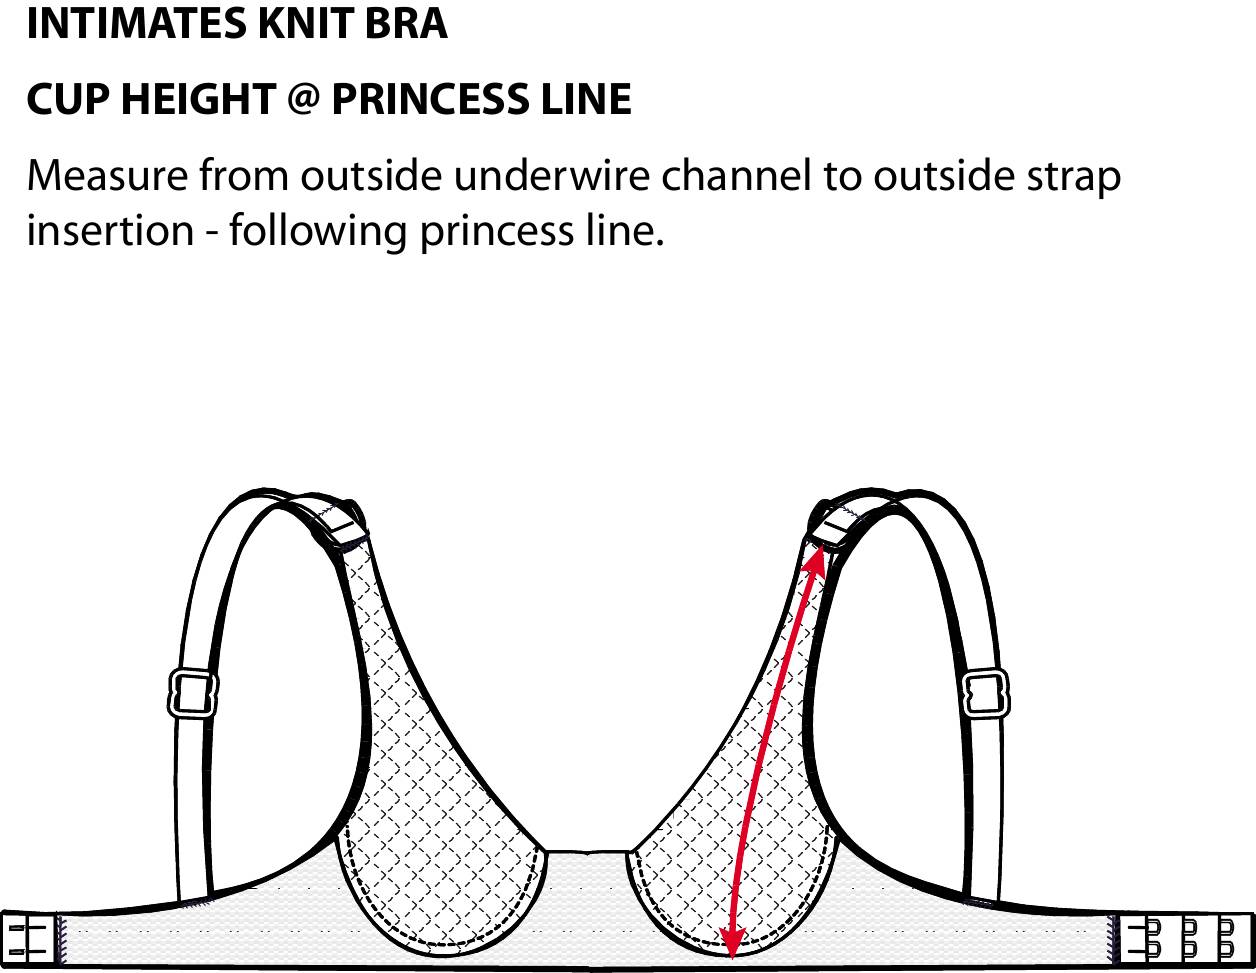 INTIMATES KNIT BRA
CUP HEIGHT @ PRINCESS LINE
Measure from outside underwire channel to outside strap
insertion - following princess line.